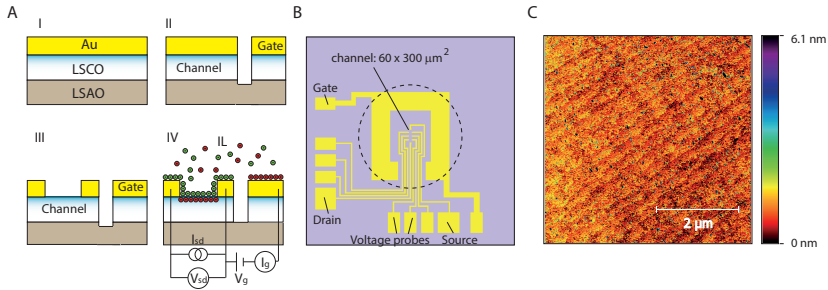 A
I
Au
LSCO
LSAO
II
Gate
Channel
III
Gate
Channel
IV
IL
Isd
Vsd
Vg
Ig
B
channel: 60 x 300 μm²
Gate
Drain
Voltage probes
Source
C
2 μm
6.1 nm
0 nm